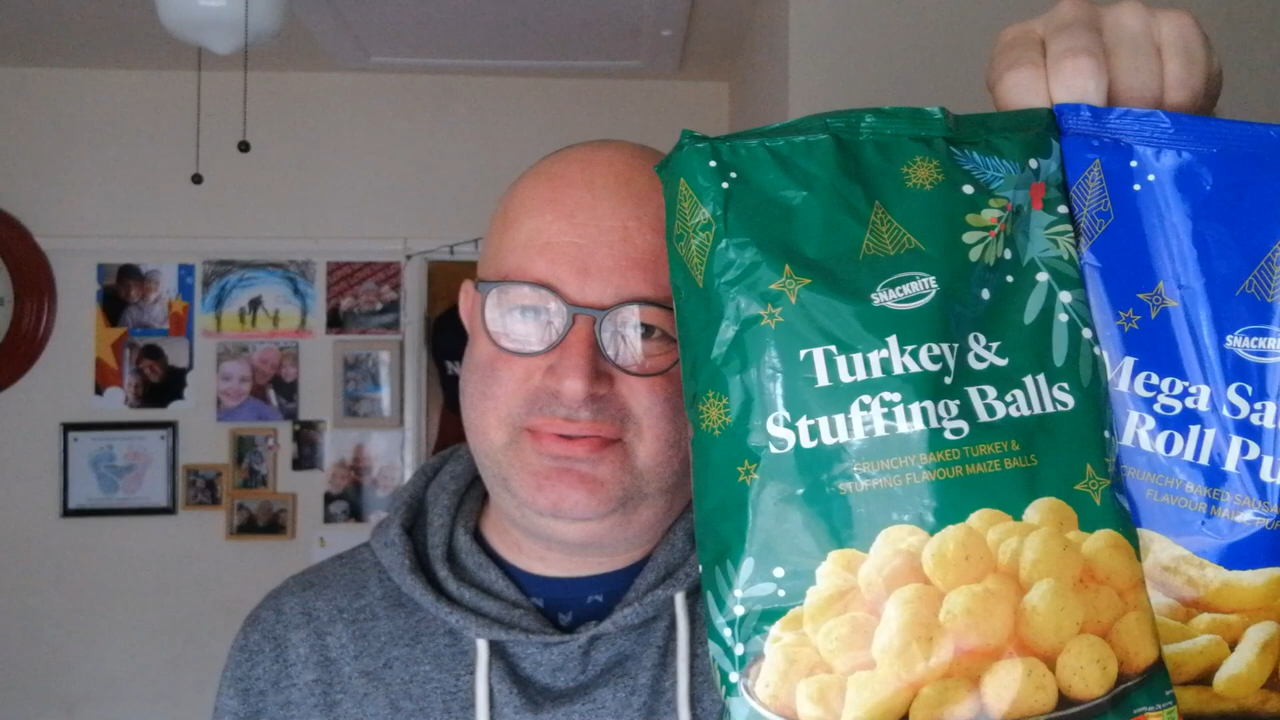 SNACKRITE
Turkey &
Stuffing Balls
CRUNCHY BAKED TURKEY &
STUFFING FLAVOUR MAIZE BALLS
SNACKRI
Mega Sa
Roll Pu
CRUNCHY BAKED SAUSA
FLAVOUR MAIZE PUF
N